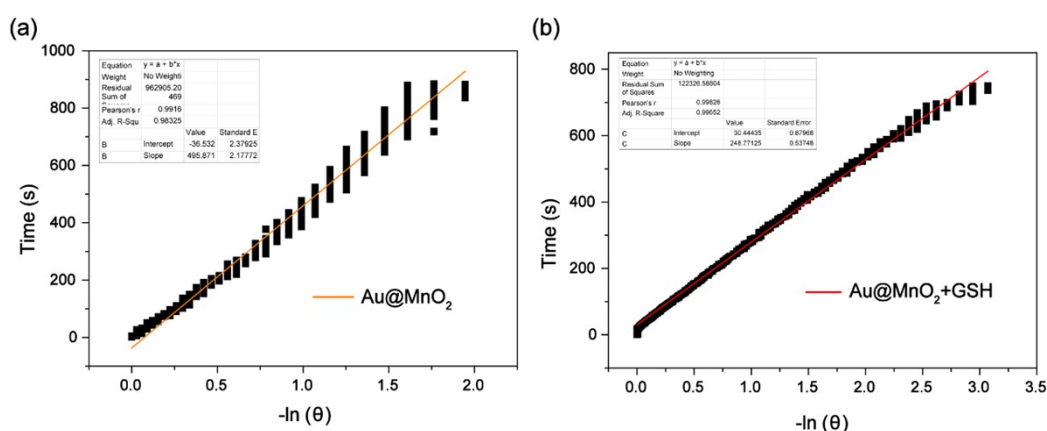 (a)
1000
800
600
400
200
0
Time (s)
Equation y = a + b*x
Weight No Weighti
Residual 962905.20
Sum of 469
Pearson's r 0.9916
Adj. R-Squ 0.98325
Value Standard E
B Intercept -36.532 2.37925
B Slope 495.871 2.17772
Au@MnO2
0.0 0.5 1.0 1.5 2.0
-ln (θ)
(b)
800
600
400
200
0
Time (s)
Equation y = a + b*x
Weight No Weighting
Residual Sum 122326.58804
of Squares
Pearson's r 0.99826
Adj. R-Square 0.99652
Value Standard Error
C Intercept 30.44435 0.67968
C Slope 248.77125 0.53748
Au@MnO2+GSH
0.0 0.5 1.0 1.5 2.0 2.5 3.0 3.5
-ln (θ)